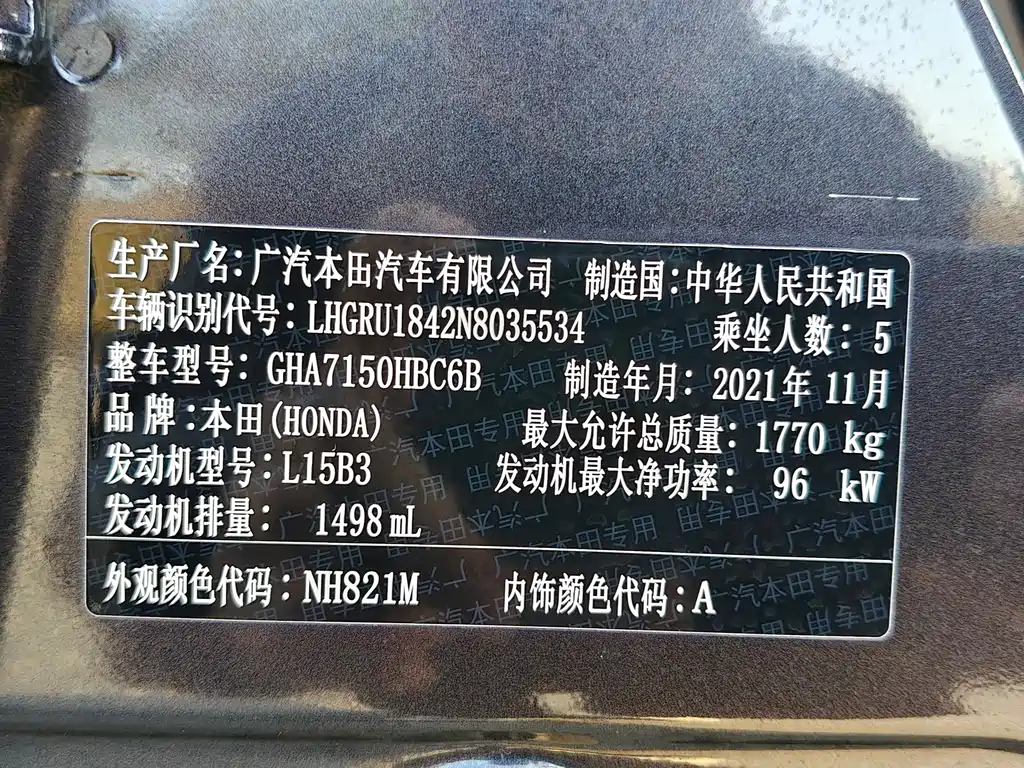 生产厂名:广汽本田汽车有限公司 制造国:中华人民共和国
车辆识别代号:LHGRU1842N8035534 乘坐人数:5
整车型号:GHA7150HBC6B 制造年月:2021年11月
品牌:本田(HONDA) 最大允许总质量:1770 kg
发动机型号:L15B3 发动机最大净功率:96 kW
发动机排量:1498 mL
外观颜色代码:NH821M 内饰颜色代码:A